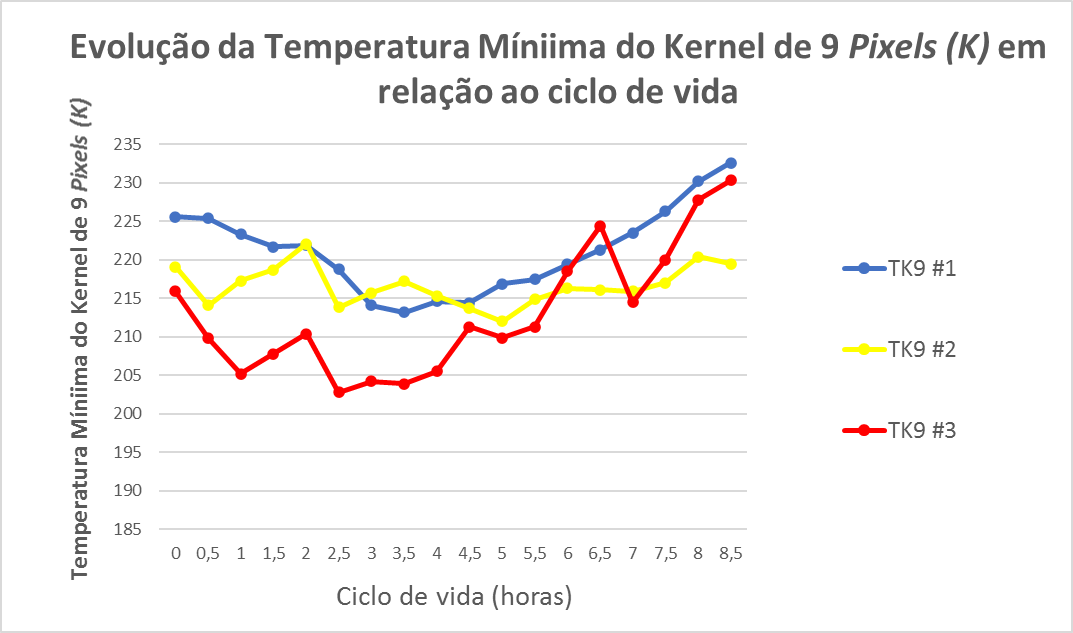 Evolução da Temperatura Míniima do Kernel de 9 Pixels (K) em
relação ao ciclo de vida
Temperatura Míniima do Kernel de 9 Pixels (K)
235
230
225
220
215
210
205
200
195
190
185
0 0,5 1 1,5 2 2,5 3 3,5 4 4,5 5 5,5 6 6,5 7 7,5 8 8,5
Ciclo de vida (horas)
TK9 #1
TK9 #2
TK9 #3